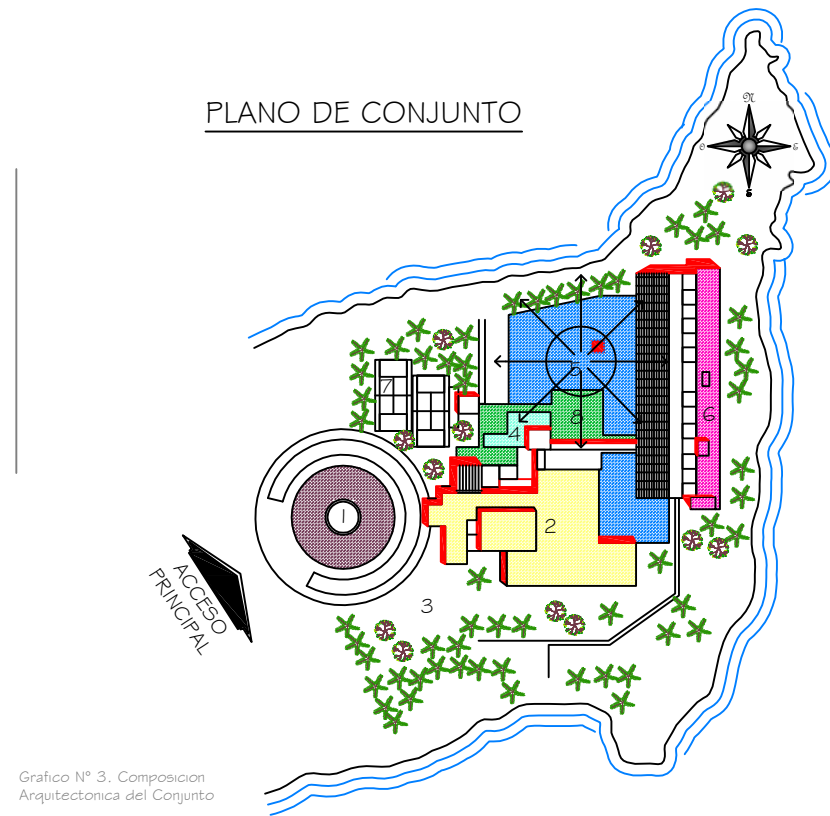 PLANO DE CONJUNTO
N
O
E
S
7
5
8
4
6
1
2
3
ACCESO
PRINCIPAL
Grafico Nº 3. Composicion
Arquitectonica del Conjunto